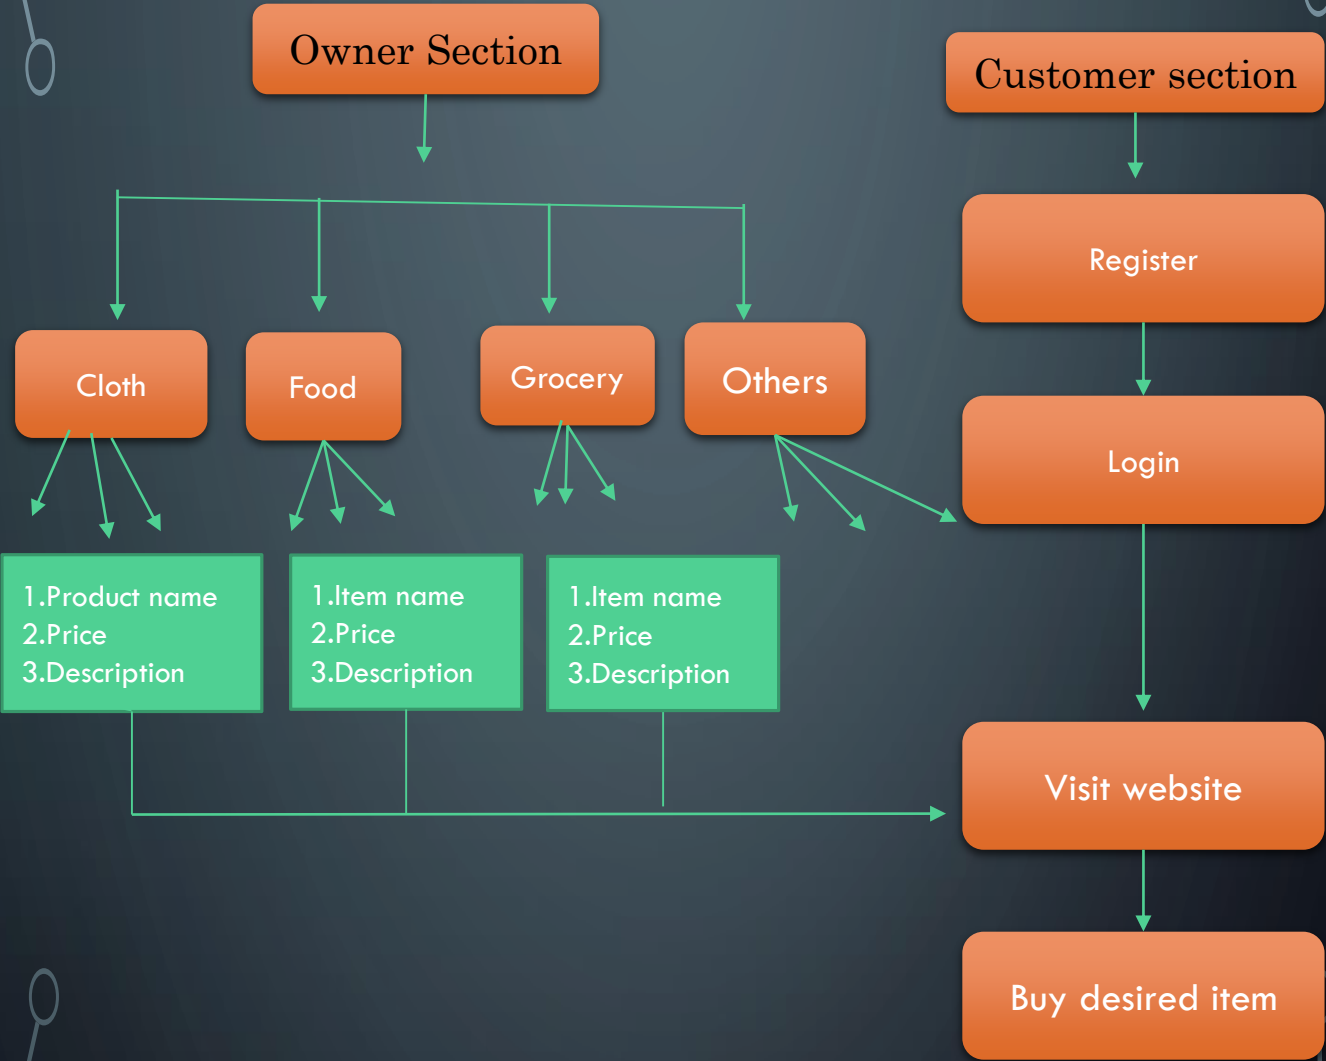 Owner Section
Customer section
Register
Cloth
Food
Grocery
Others
Login
1.Product name
2.Price
3.Description
1.Item name
2.Price
3.Description
1.Item name
2.Price
3.Description
Visit website
Buy desired item